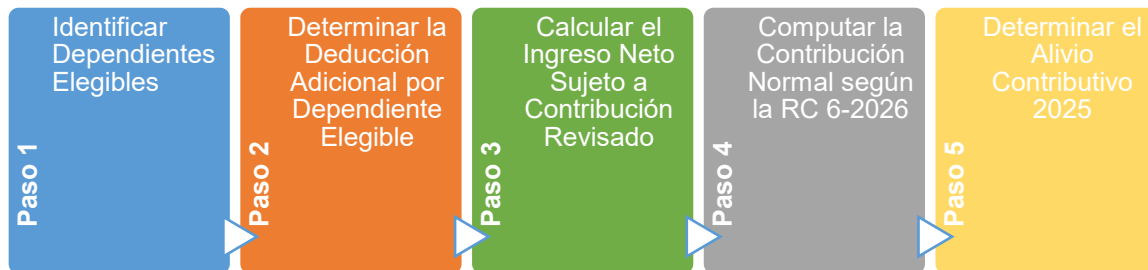 Paso 1
Identificar
Dependientes
Elegibles
Paso 2
Determinar la
Deducción
Adicional por
Dependiente
Elegible
Paso 3
Calcular el
Ingreso Neto
Sujeto a
Contribución
Revisado
Paso 4
Computar la
Contribución
Normal según
la RC 6-2026
Paso 5
Determinar el
Alivio
Contributivo
2025